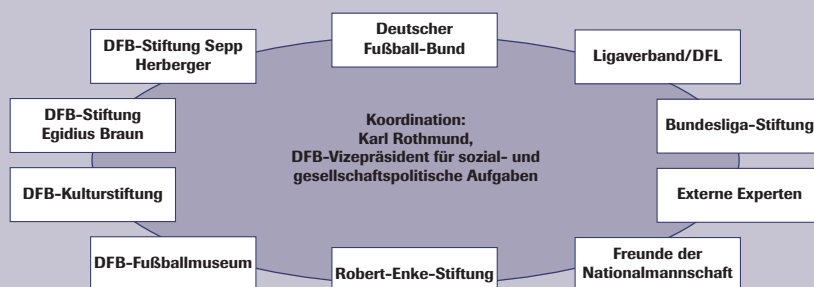 Deutscher
Fußball-Bund
DFB-Stiftung Sepp
Herberger
Ligaverband/DFL
DFB-Stiftung
Egidius Braun
Bundesliga-Stiftung
Koordination:
Karl Rothmund,
DFB-Vizepräsident für sozial- und
gesellschaftspolitische Aufgaben
DFB-Kulturstiftung
Externe Experten
DFB-Fußballmuseum
Robert-Enke-Stiftung
Freunde der
Nationalmannschaft